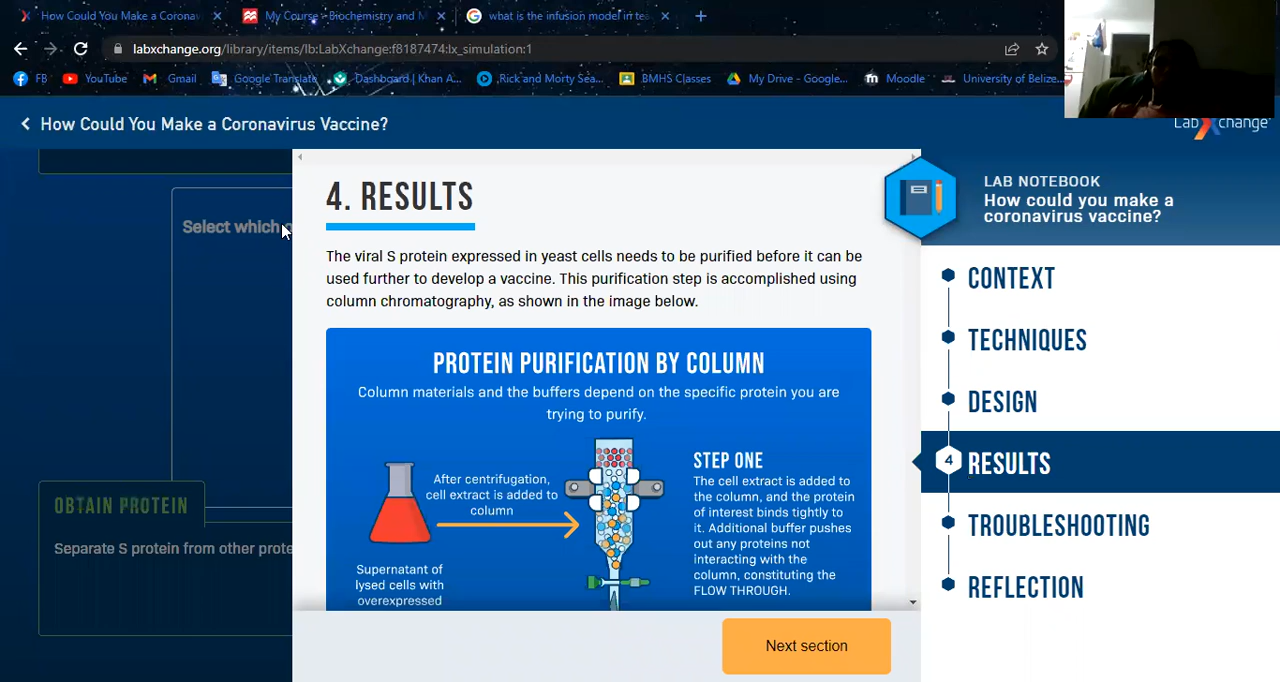 How Could You Make a Corona
My Course - Biochemistry and M
what is the infusion model in te
labxchange.org/library/items/lb:LabXchange:f8187474:lx_simulation:1
FB
YouTube
Gmail
Google Translate
Dashboard | Khan A...
Rick and Morty Sea...
BMHS Classes
My Drive - Google...
Moodle
University of Belize...
How Could You Make a Coronavirus Vaccine?
LabXchange
Select which
4. RESULTS
The viral S protein expressed in yeast cells needs to be purified before it can be
used further to develop a vaccine. This purification step is accomplished using
column chromatography, as shown in the image below.
PROTEIN PURIFICATION BY COLUMN
Column materials and the buffers depend on the specific protein you are
trying to purify.
After centrifugation,
cell extract is added to
column
Supernatant of
lysed cells with
overexpressed
STEP ONE
The cell extract is added to
the column, and the protein
of interest binds tightly to
it. Additional buffer pushes
out any proteins not
interacting with the
column, constituting the
FLOW THROUGH.
OBTAIN PROTEIN
Separate S protein from other prote
Next section
LAB NOTEBOOK
How could you make a
coronavirus vaccine?
CONTEXT
TECHNIQUES
DESIGN
4
RESULTS
TROUBLESHOOTING
REFLECTION